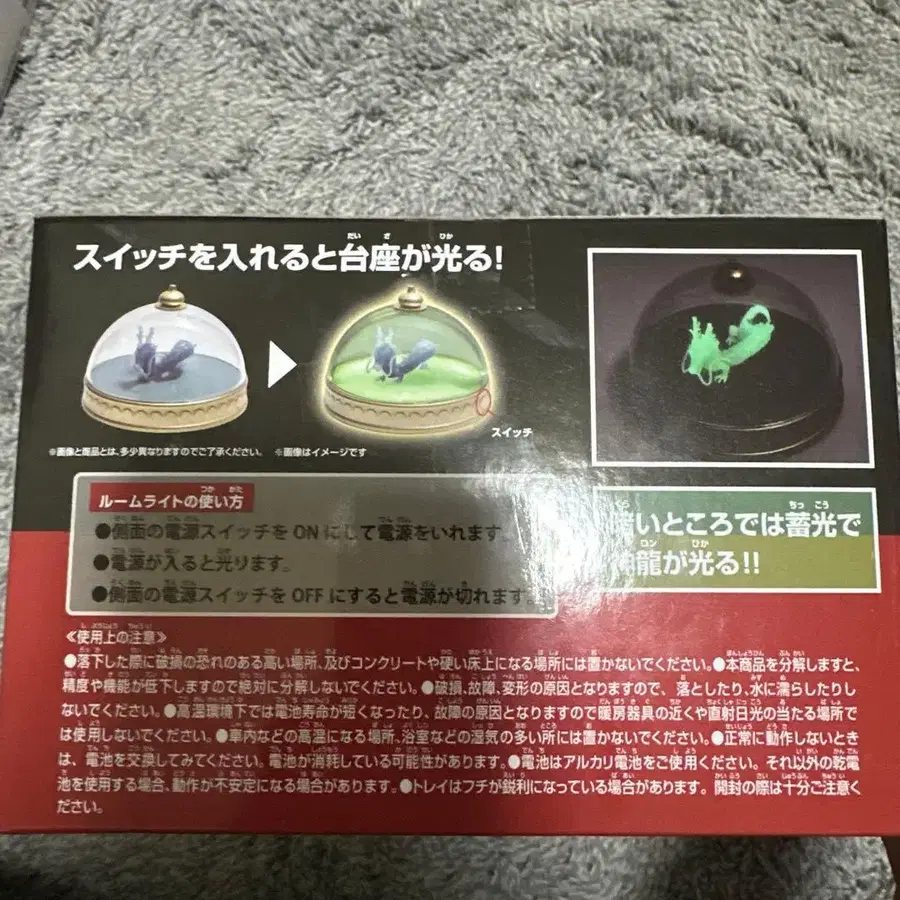 スイッチを入れると台座が光る!
スイッチ
※画像と商品とは、多少異なりますのでご了承ください。 ※画像はイメージです
ルームライトの使い方
●側面の電源スイッチを ON にして電源をいれます。
●電源が入ると光ります。
●側面の電源スイッチを OFF にすると電源が切れます。
暗いところでは蓄光で
神龍が光る!!
《使用上の注意》
●落下した際に破損の恐れのある高い場所、及びコンクリートや硬い床上になる場所には置かないでください。●本商品を分解しますと、
精度や機能が低下しますので絶対に分解しないでください。●破損、故障、変形の原因となりますので、落としたり、水に濡らしたりし
ないでください。●高温環境下では電池寿命が短くなったり、故障の原因となりますので暖房器具の近くや直射日光の当たる場所で
は使用しないでください。●車内などの高温になる場所、浴室などの湿気の多い所には置かないでください。●正常に動作しないとき
は、電池を交換してみてください。電池が消耗している可能性があります。●電池はアルカリ電池をご使用ください。それ以外の乾電
池を使用する場合、動作が不安定になる場合があります。●トレイはフチが鋭利になっている場合があります。開封の際は十分ご注意く
ださい。